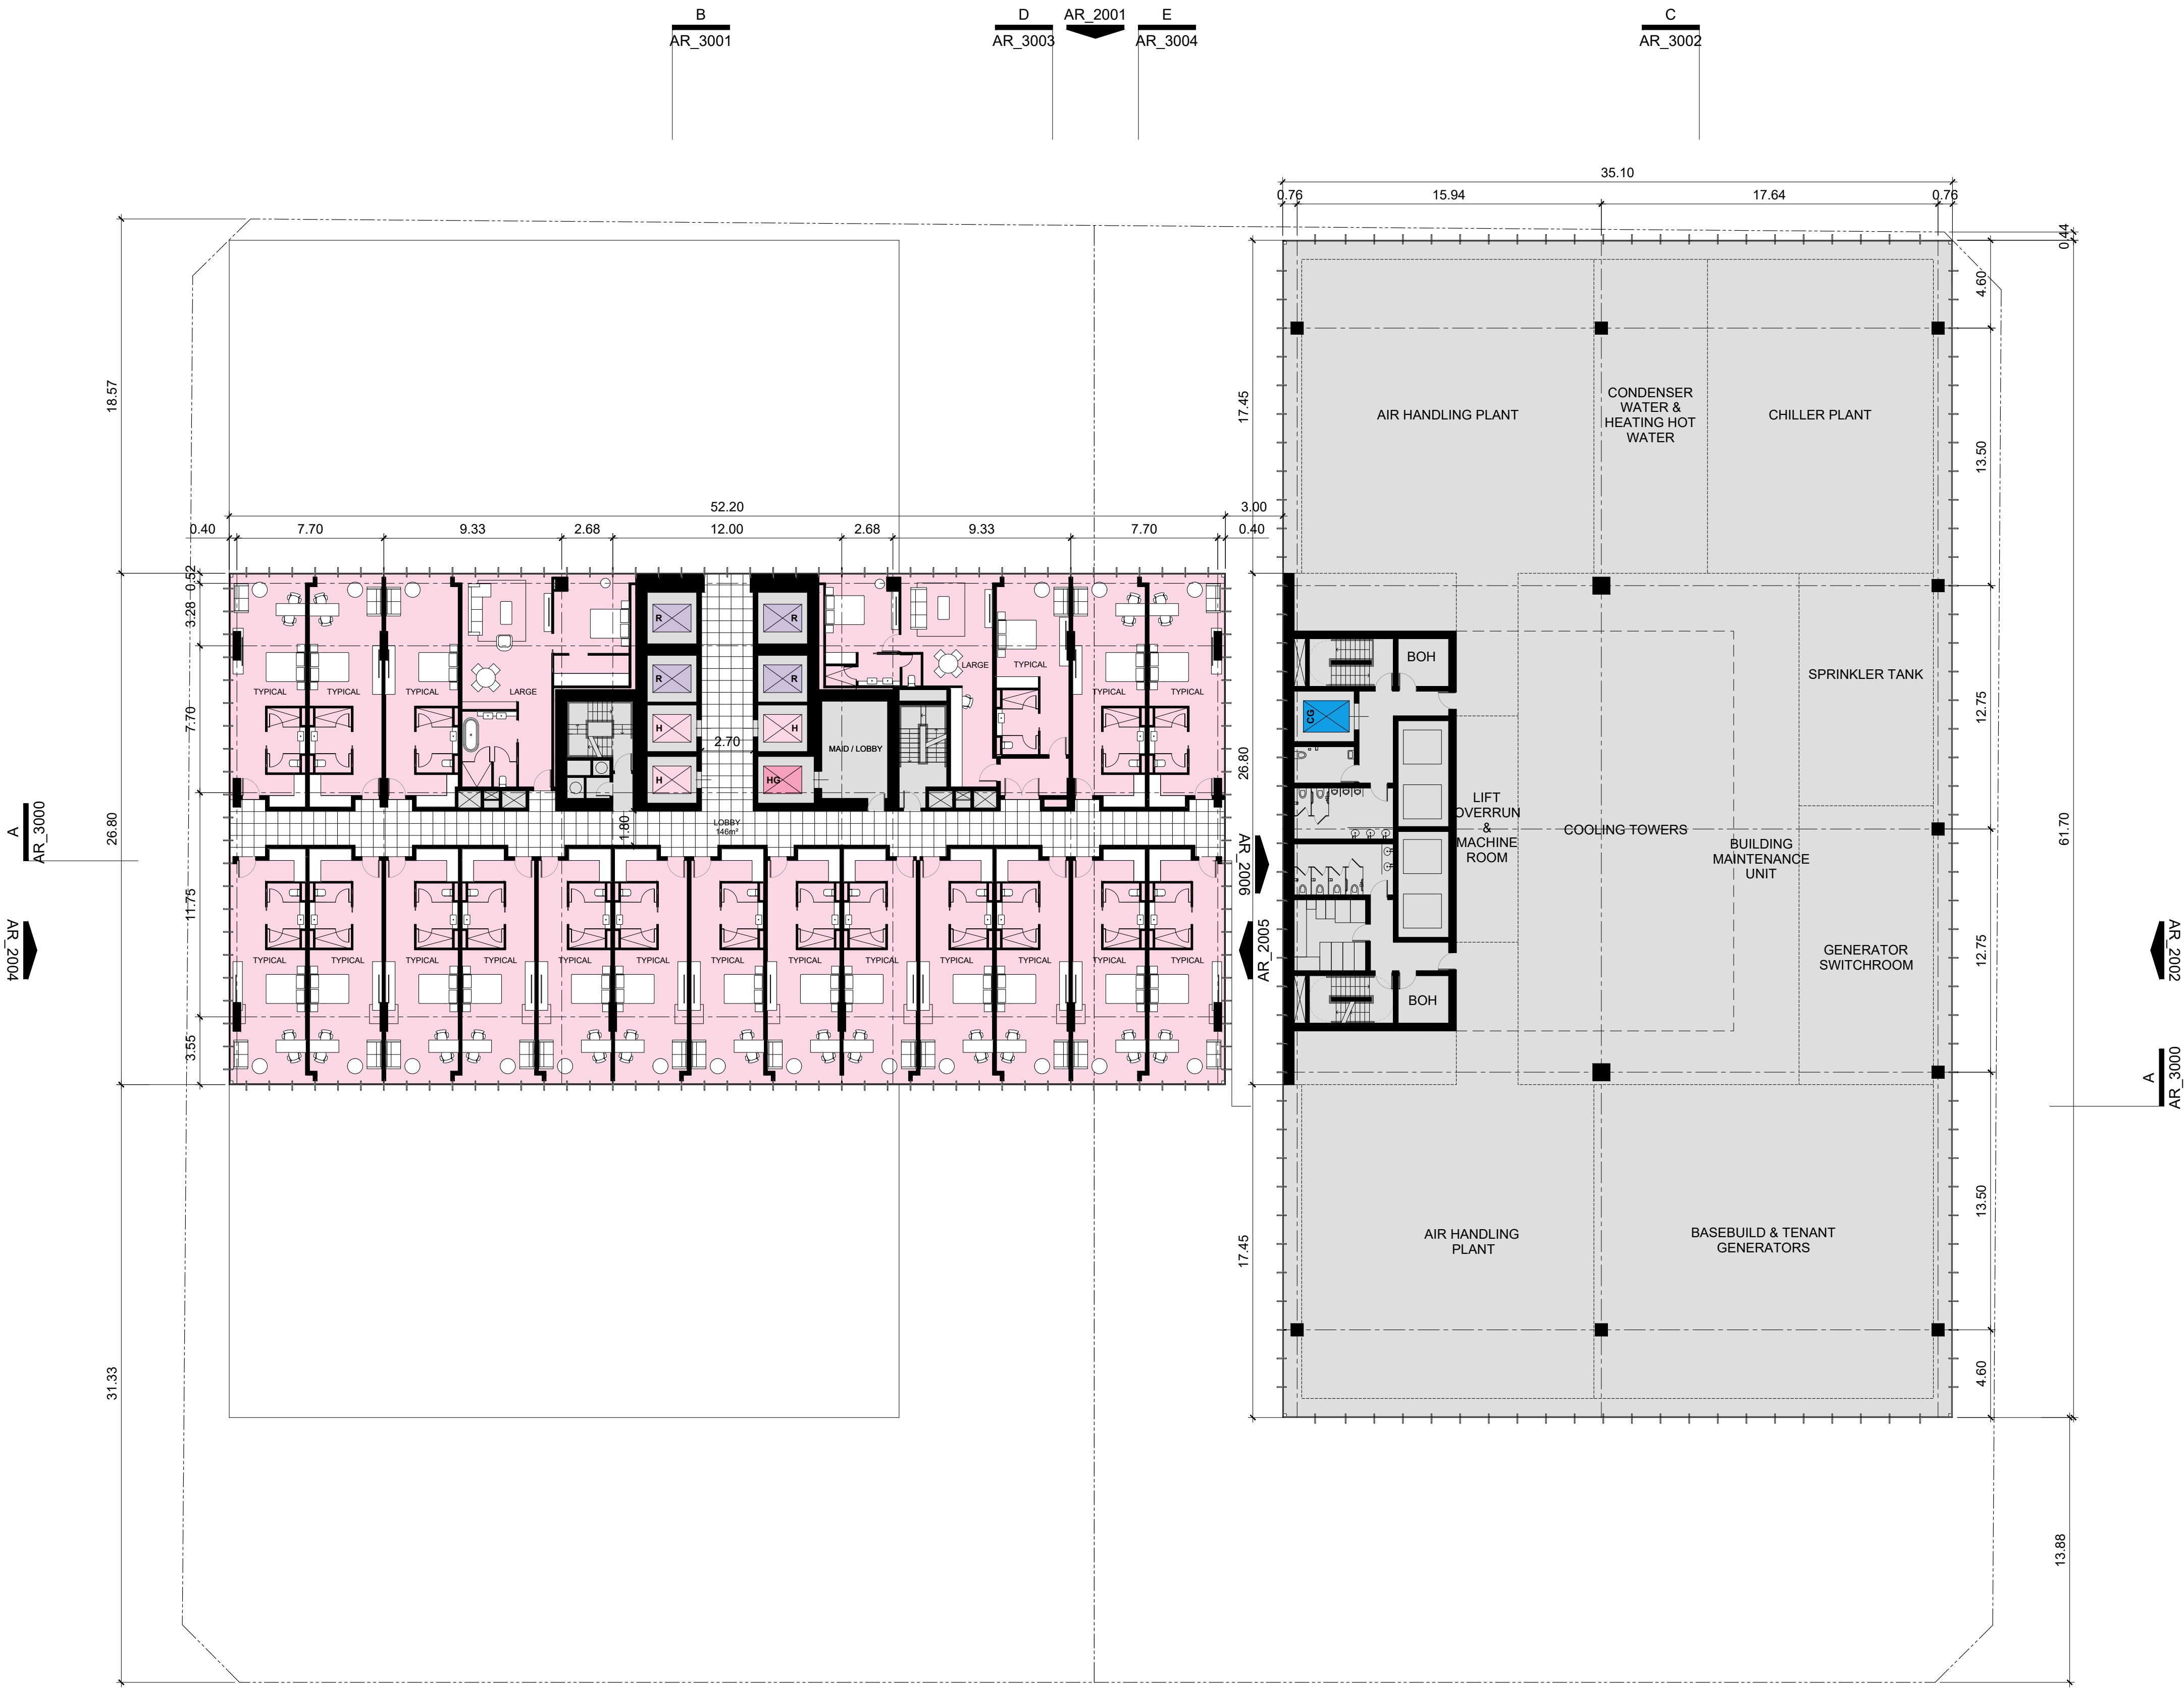 B
AR_3001
D
AR_3003
AR_2001
E
AR_3004
C
AR_3002
35.10
0.76
15.94
17.64
0.76
0.44
18.57
17.45
4.60
13.50
AIR HANDLING PLANT
CONDENSER
WATER &
HEATING HOT
WATER
CHILLER PLANT
52.20
3.00
0.40
7.70
9.33
2.68
12.00
2.68
9.33
7.70
0.40
0.52
3.28
7.70
R
R
R
R
H
H
H
HG
TYPICAL
TYPICAL
TYPICAL
LARGE
LARGE
TYPICAL
TYPICAL
TYPICAL
2.70
MAID / LOBBY
26.80
LOBBY
146m²
1.80
A
AR_3000
26.80
AR_2004
11.75
3.55
TYPICAL
TYPICAL
TYPICAL
TYPICAL
TYPICAL
TYPICAL
TYPICAL
TYPICAL
TYPICAL
TYPICAL
TYPICAL
TYPICAL
TYPICAL
AR_2006
AR_2005
BOH
CG
SPRINKLER TANK
12.75
LIFT
OVERRUN
&
MACHINE
ROOM
COOLING TOWERS
BUILDING
MAINTENANCE
UNIT
61.70
GENERATOR
SWITCHROOM
12.75
BOH
AR_2002
A
AR_3000
31.33
17.45
AIR HANDLING
PLANT
BASEBUILD & TENANT
GENERATORS
13.50
4.60
13.88